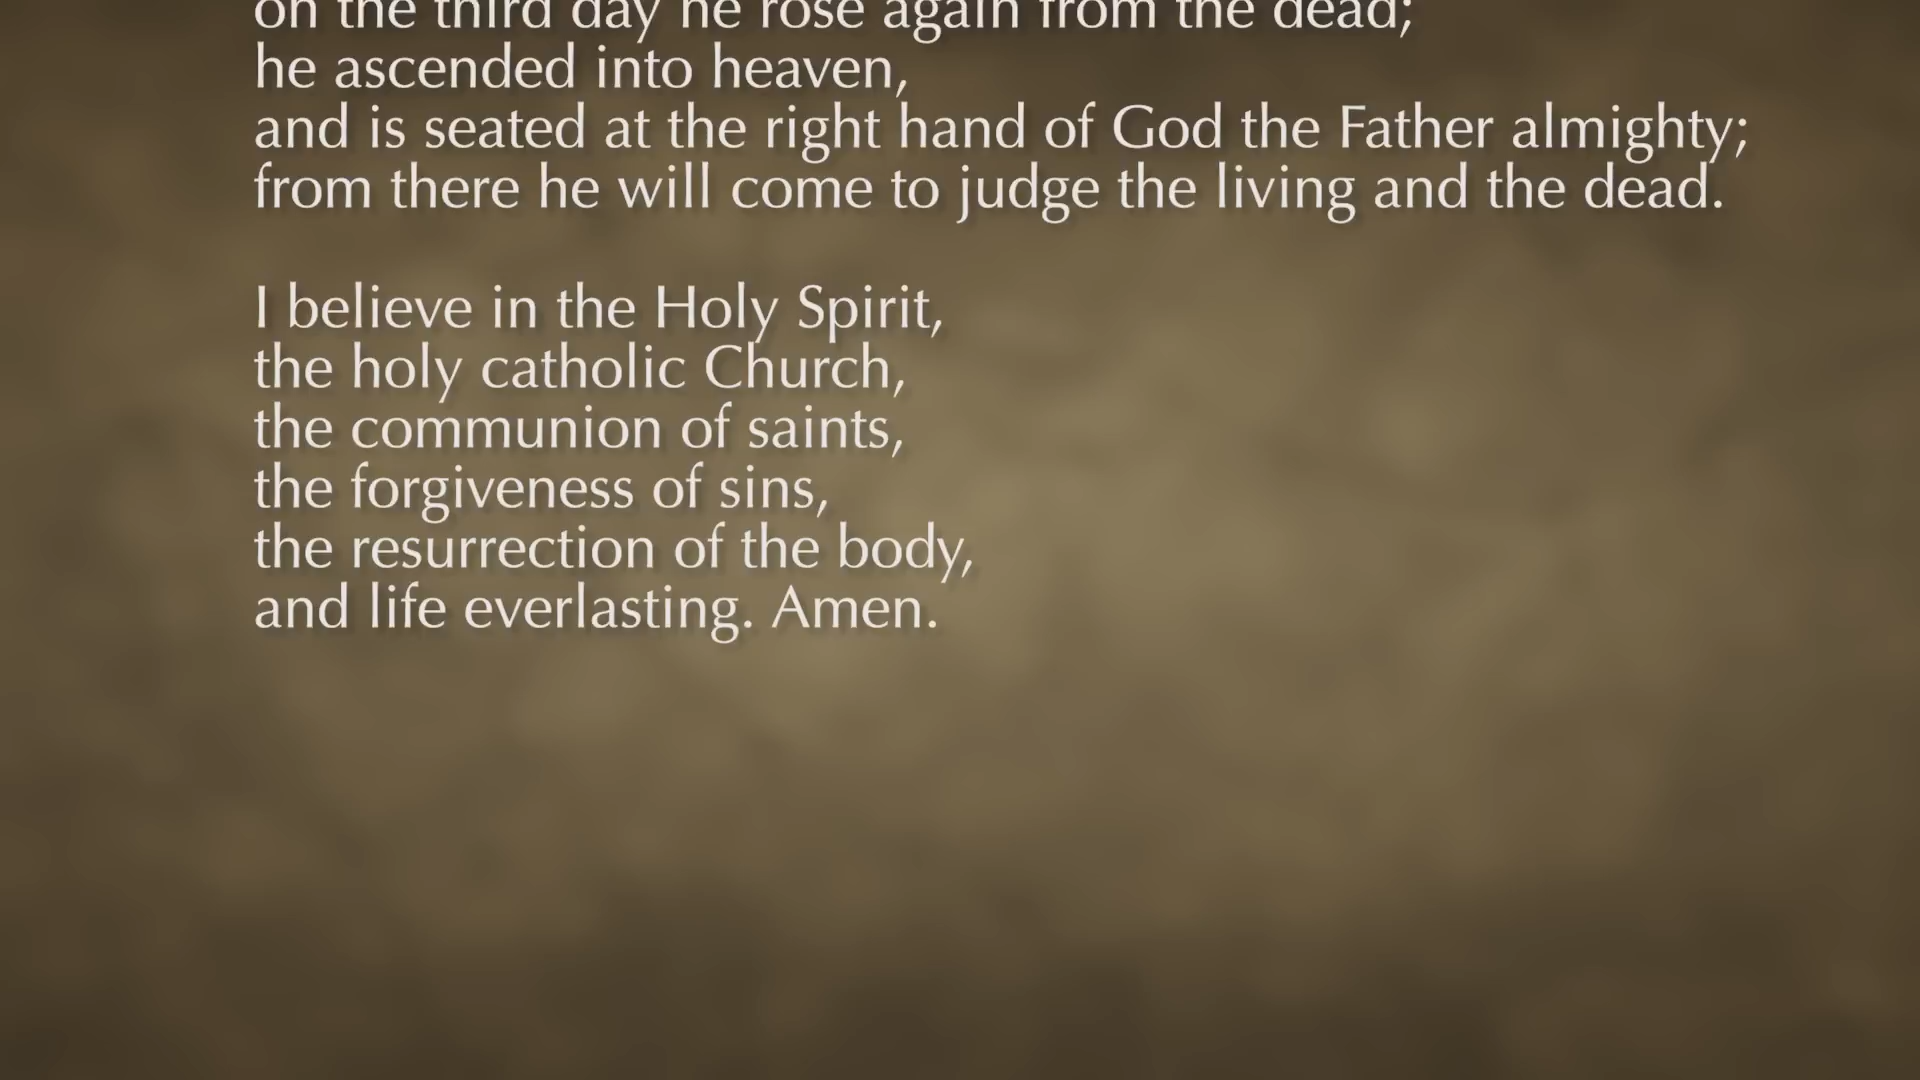 on the third day he rose again from the dead;
he ascended into heaven,
and is seated at the right hand of God the Father almighty;
from there he will come to judge the living and the dead.
I believe in the Holy Spirit,
the holy catholic Church,
the communion of saints,
the forgiveness of sins,
the resurrection of the body,
and life everlasting. Amen.